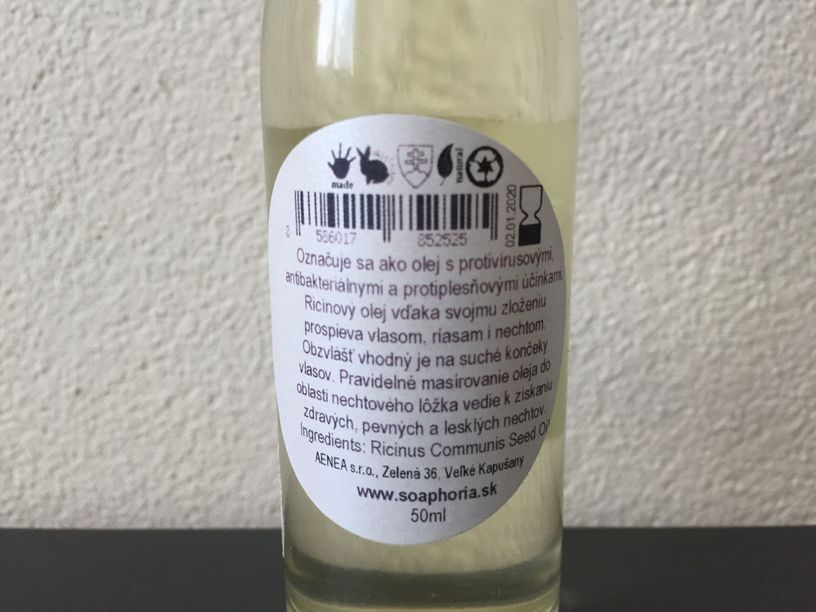 made
natural
8 586017 852525
02.01.2020
Označuje sa ako olej s protivírusovými,
antibakteriálnymi a protiplesňovými účinkami.
Ricínový olej vďaka svojmu zloženiu
prospieva vlasom, riasam i nechtom.
Obzvlášť vhodný je na suché končeky
vlasov. Pravidelné masírovanie oleja do
oblasti nechtového lôžka vedie k získaniu
zdravých, pevných a lesklých nechtov.
Ingredients: Ricinus Communis Seed Oil*
AENEA s.r.o., Zelená 36, Veľké Kapušany
www.soaphoria.sk
50ml